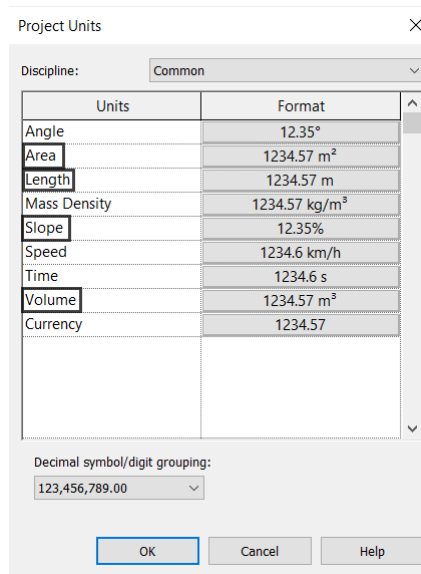 Project Units
Discipline: Common
Units Format
Angle 12.35°
Area 1234.57 m²
Length 1234.57 m
Mass Density 1234.57 kg/m³
Slope 12.35%
Speed 1234.6 km/h
Time 1234.6 s
Volume 1234.57 m³
Currency 1234.57
Decimal symbol/digit grouping:
123,456,789.00
OK Cancel Help